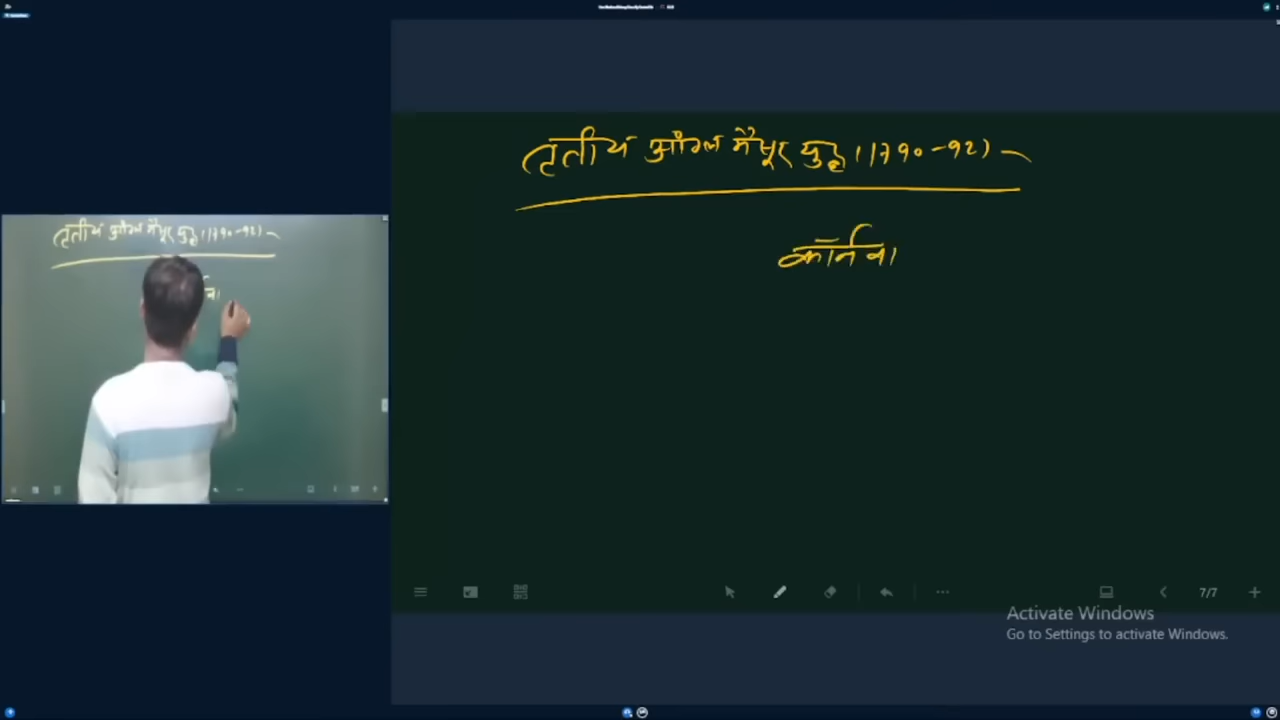 तृतीय आंग्ल मैसूर युद्ध (1790-92) -
कॉर्नवा
7/7
Activate Windows
Go to Settings to activate Windows.